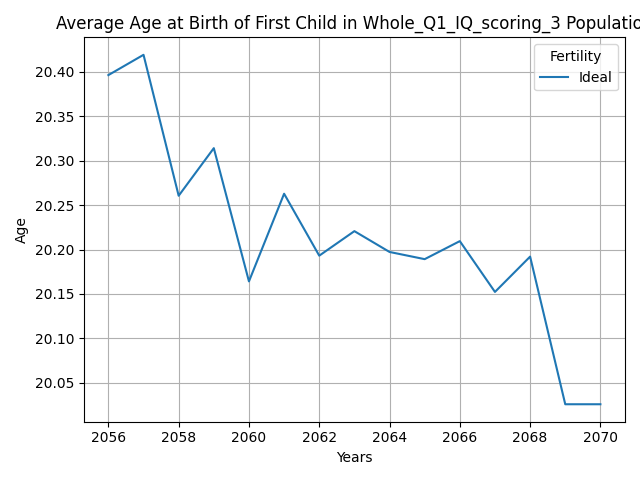 Average Age at Birth of First Child in Whole_Q1_IQ_scoring_3 Populatio
Fertility
Ideal
20.40
20.35
20.30
20.25
20.20
20.15
20.10
20.05
Age
2056 2058 2060 2062 2064 2066 2068 2070
Years